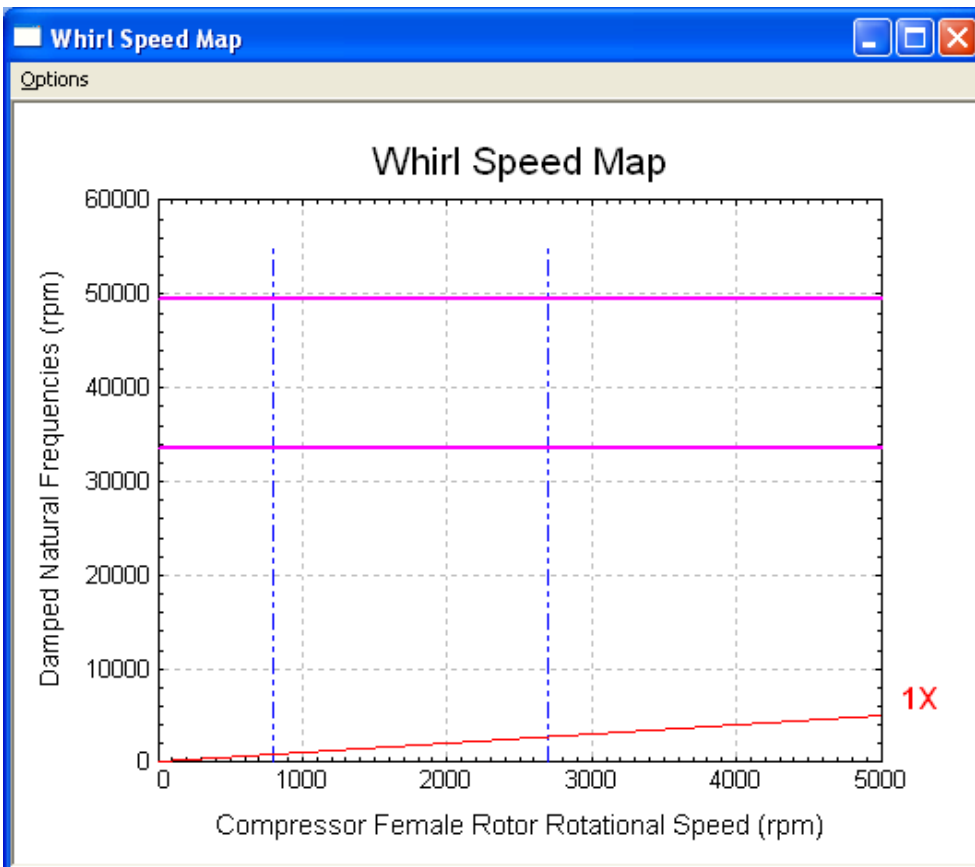 Whirl Speed Map
Options
Whirl Speed Map
60000
50000
40000
30000
20000
10000
0
Damped Natural Frequencies (rpm)
1X
0 1000 2000 3000 4000 5000
Compressor Female Rotor Rotational Speed (rpm)